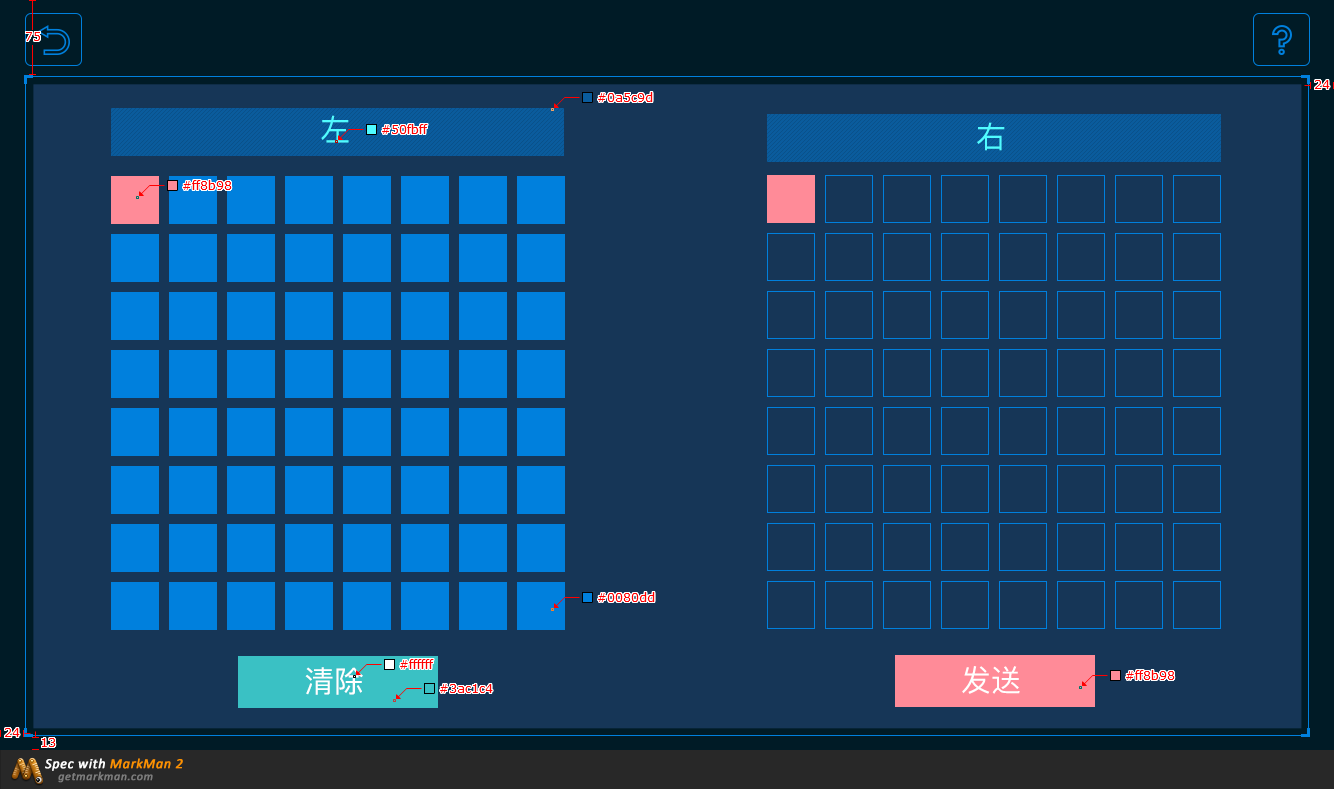 75
24
#0a5c9d
左
#50fbff
右
#ff8b98
#0080dd
清除
#ffffff
#3ac1c4
发送
#ff8b98
24
13
Spec with MarkMan 2
getmarkman.com